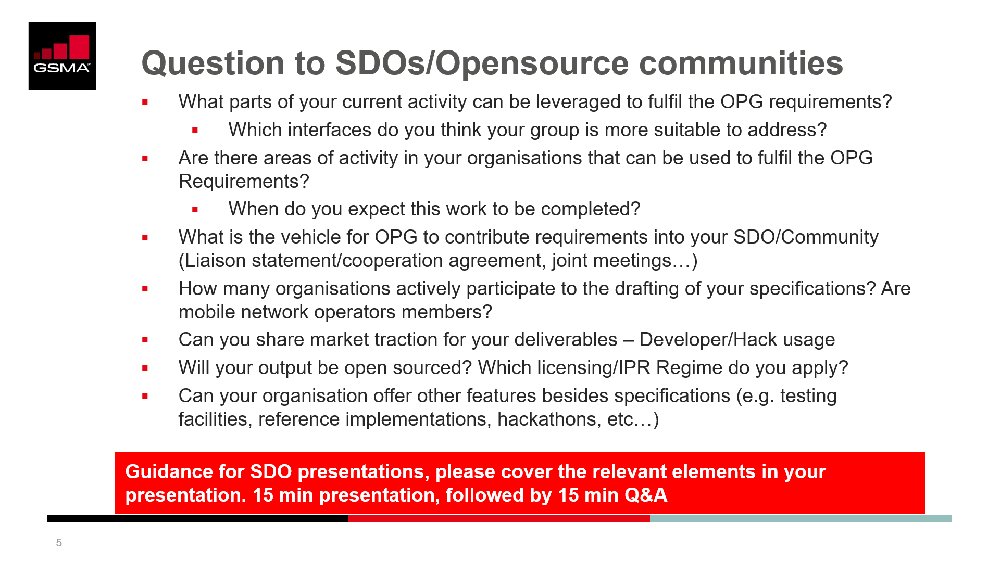 GSMA™
Question to SDOs/Opensource communities
▪ What parts of your current activity can be leveraged to fulfil the OPG requirements?
▪ Which interfaces do you think your group is more suitable to address?
▪ Are there areas of activity in your organisations that can be used to fulfil the OPG
Requirements?
▪ When do you expect this work to be completed?
▪ What is the vehicle for OPG to contribute requirements into your SDO/Community
(Liaison statement/cooperation agreement, joint meetings…)
▪ How many organisations actively participate to the drafting of your specifications? Are
mobile network operators members?
▪ Can you share market traction for your deliverables – Developer/Hack usage
▪ Will your output be open sourced? Which licensing/IPR Regime do you apply?
▪ Can your organisation offer other features besides specifications (e.g. testing
facilities, reference implementations, hackathons, etc…)
Guidance for SDO presentations, please cover the relevant elements in your
presentation. 15 min presentation, followed by 15 min Q&A
5